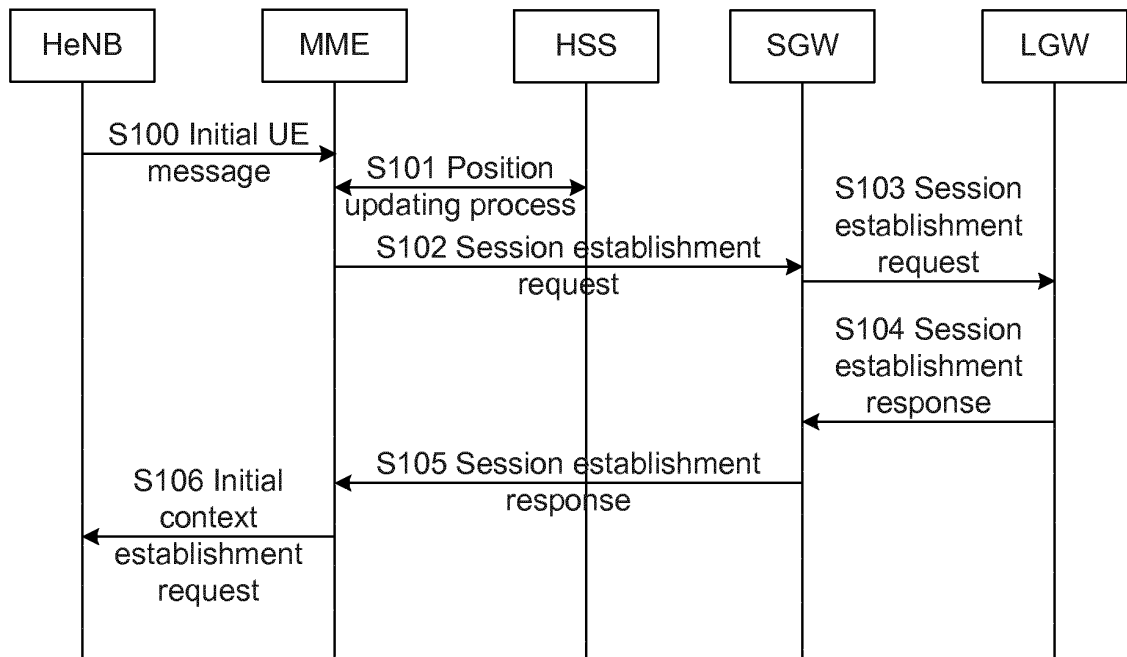 HeNB
MME
HSS
SGW
LGW
S100 Initial UE
message
S101 Position
updating process
S102 Session establishment
request
S103 Session
establishment
request
S104 Session
establishment
response
S105 Session establishment
response
S106 Initial
context
establishment
request